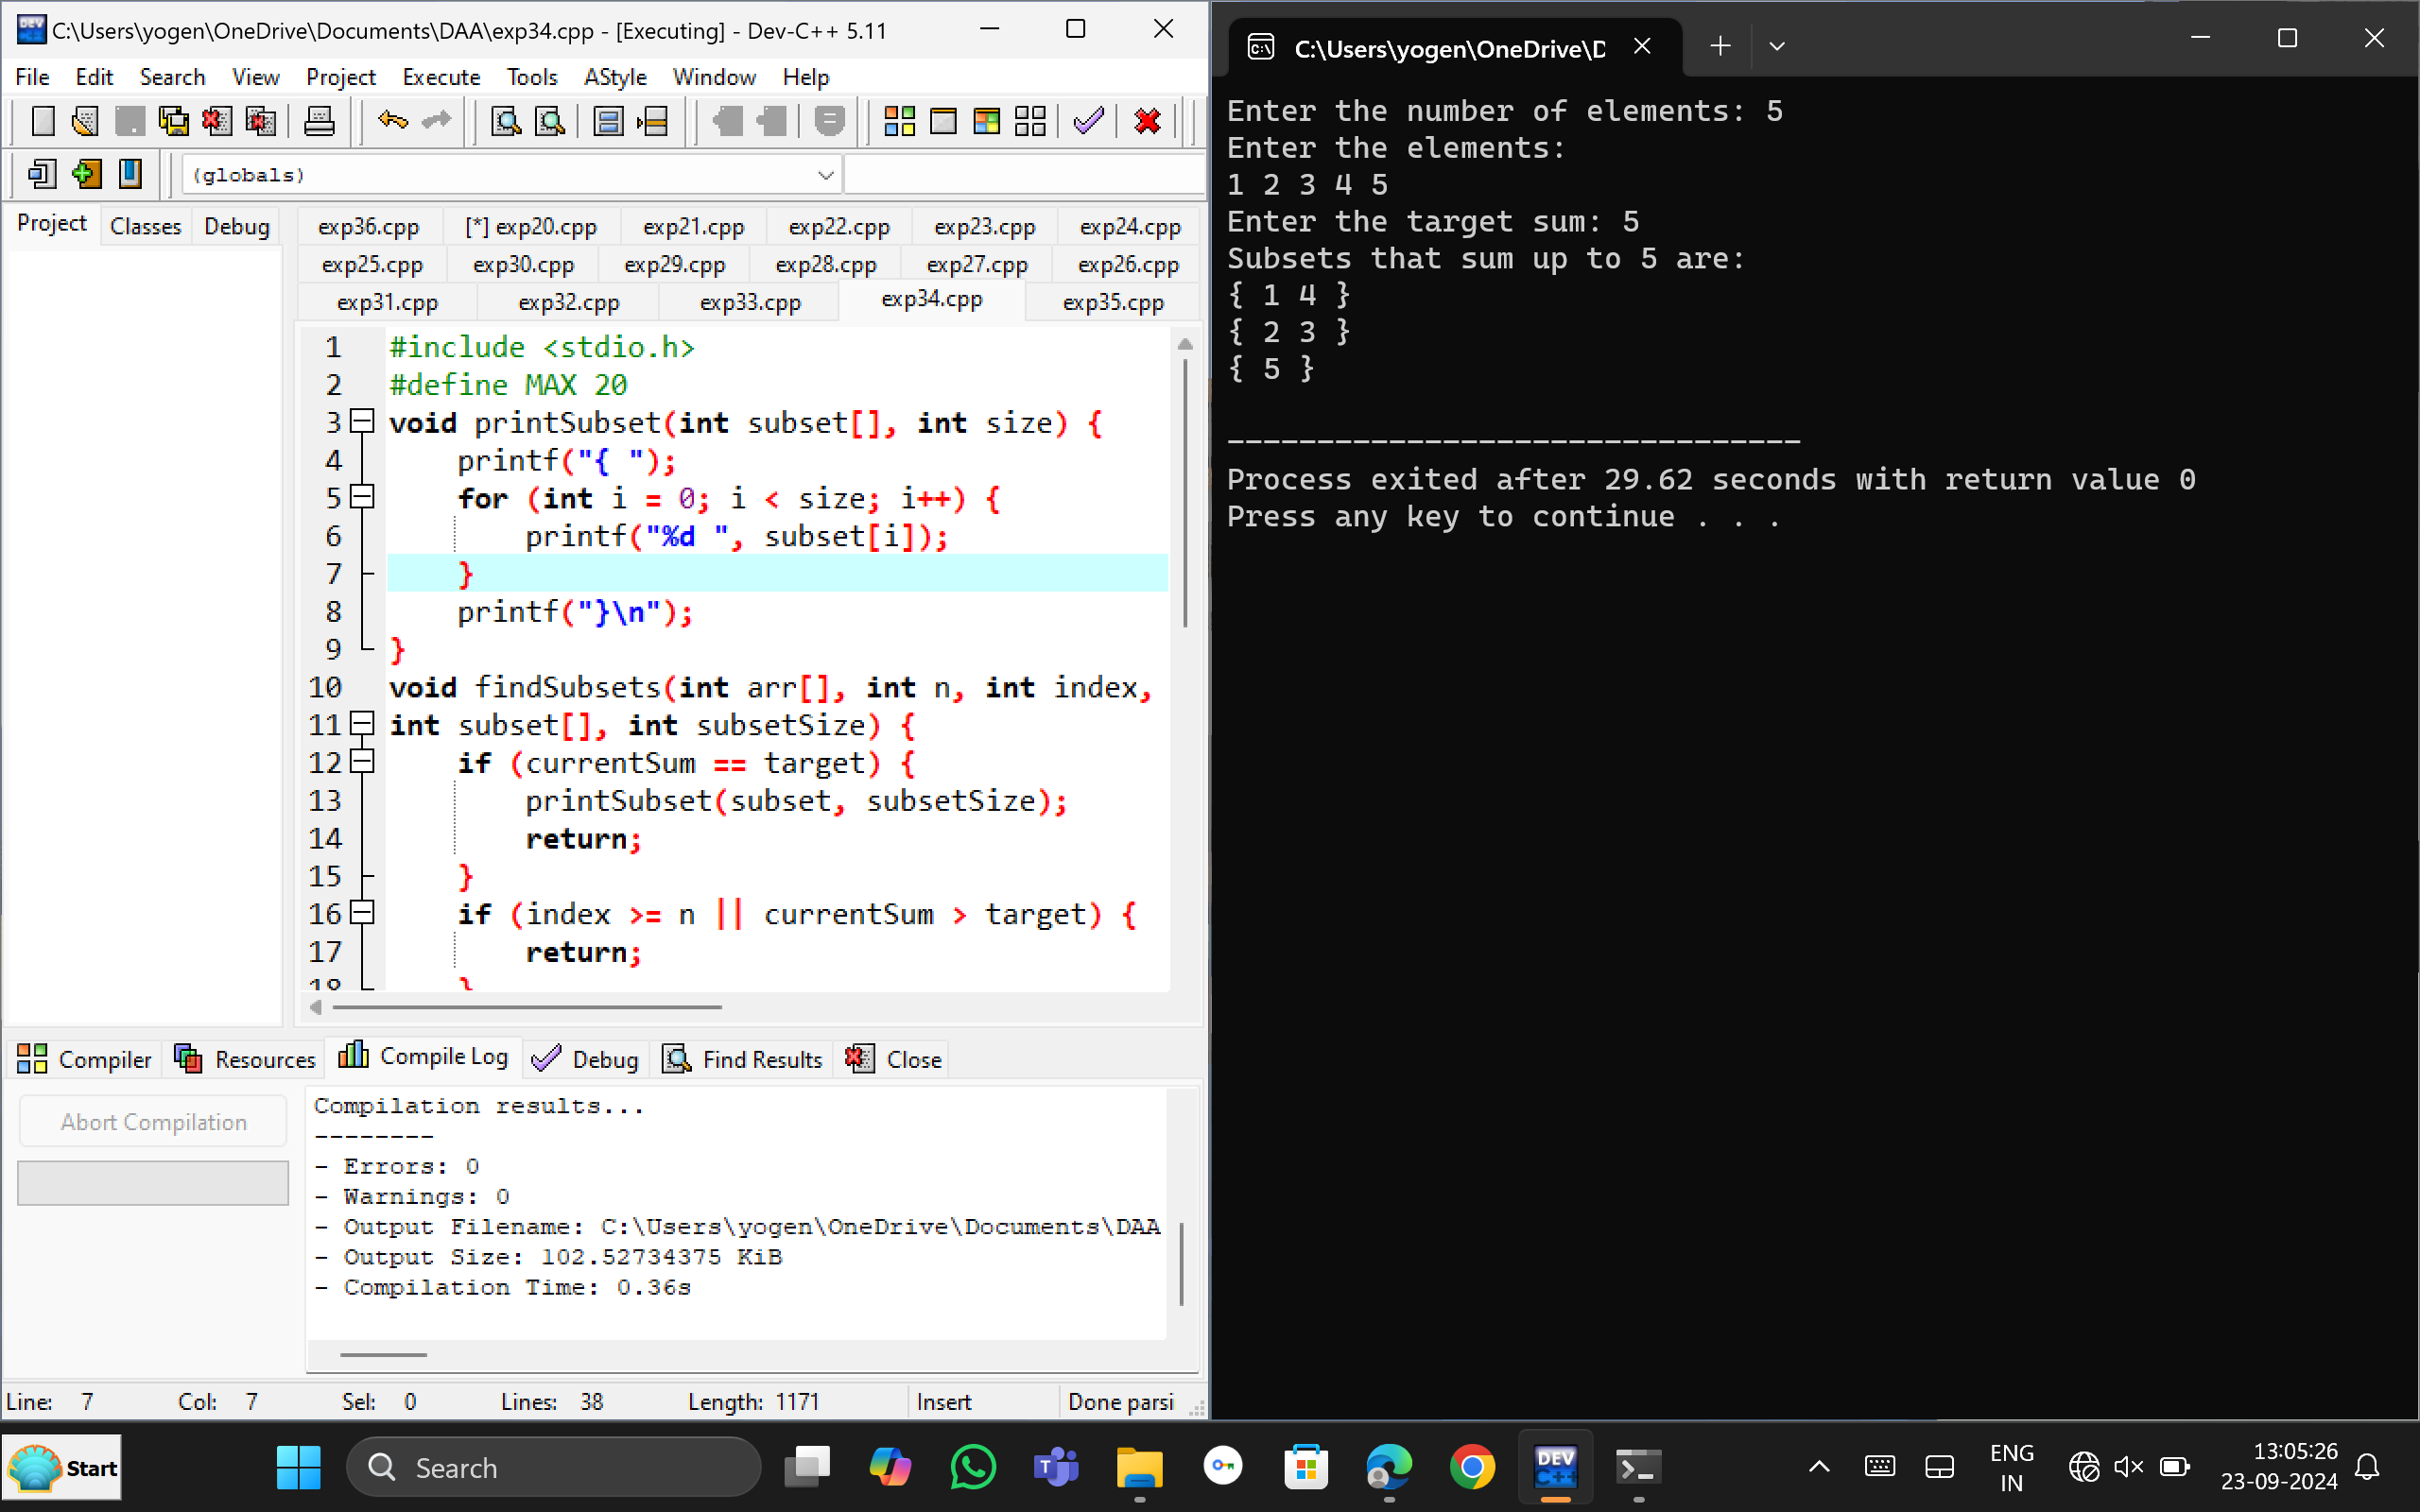 C:\Users\yogen\OneDrive\Documents\DAA\exp34.cpp - [Executing] - Dev-C++ 5.11
File Edit Search View Project Execute Tools AStyle Window Help
(globals)
Project Classes Debug
exp36.cpp [*] exp20.cpp exp21.cpp exp22.cpp exp23.cpp exp24.cpp
exp25.cpp exp30.cpp exp29.cpp exp28.cpp exp27.cpp exp26.cpp
exp31.cpp exp32.cpp exp33.cpp exp34.cpp exp35.cpp
1 #include <stdio.h>
2 #define MAX 20
3 void printSubset(int subset[], int size) {
4 printf("{ ");
5 for (int i = 0; i < size; i++) {
6 printf("%d ", subset[i]);
7 }
8 printf("}\n");
9 }
10 void findSubsets(int arr[], int n, int index,
11 int subset[], int subsetSize) {
12 if (currentSum == target) {
13 printSubset(subset, subsetSize);
14 return;
15 }
16 if (index >= n || currentSum > target) {
17 return;
18 }
Compiler Resources Compile Log Debug Find Results Close
Abort Compilation
Compilation results...
--------
- Errors: 0
- Warnings: 0
- Output Filename: C:\Users\yogen\OneDrive\Documents\DAA
- Output Size: 102.52734375 KiB
- Compilation Time: 0.36s
Line: 7 Col: 7 Sel: 0 Lines: 38 Length: 1171 Insert Done parsi
C:\Users\yogen\OneDrive\D
Enter the number of elements: 5
Enter the elements:
1 2 3 4 5
Enter the target sum: 5
Subsets that sum up to 5 are:
{ 1 4 }
{ 2 3 }
{ 5 }
--------------------------------
Process exited after 29.62 seconds with return value 0
Press any key to continue . . .
Start
Search
DEV
C++
ENG
IN
13:05:26
23-09-2024